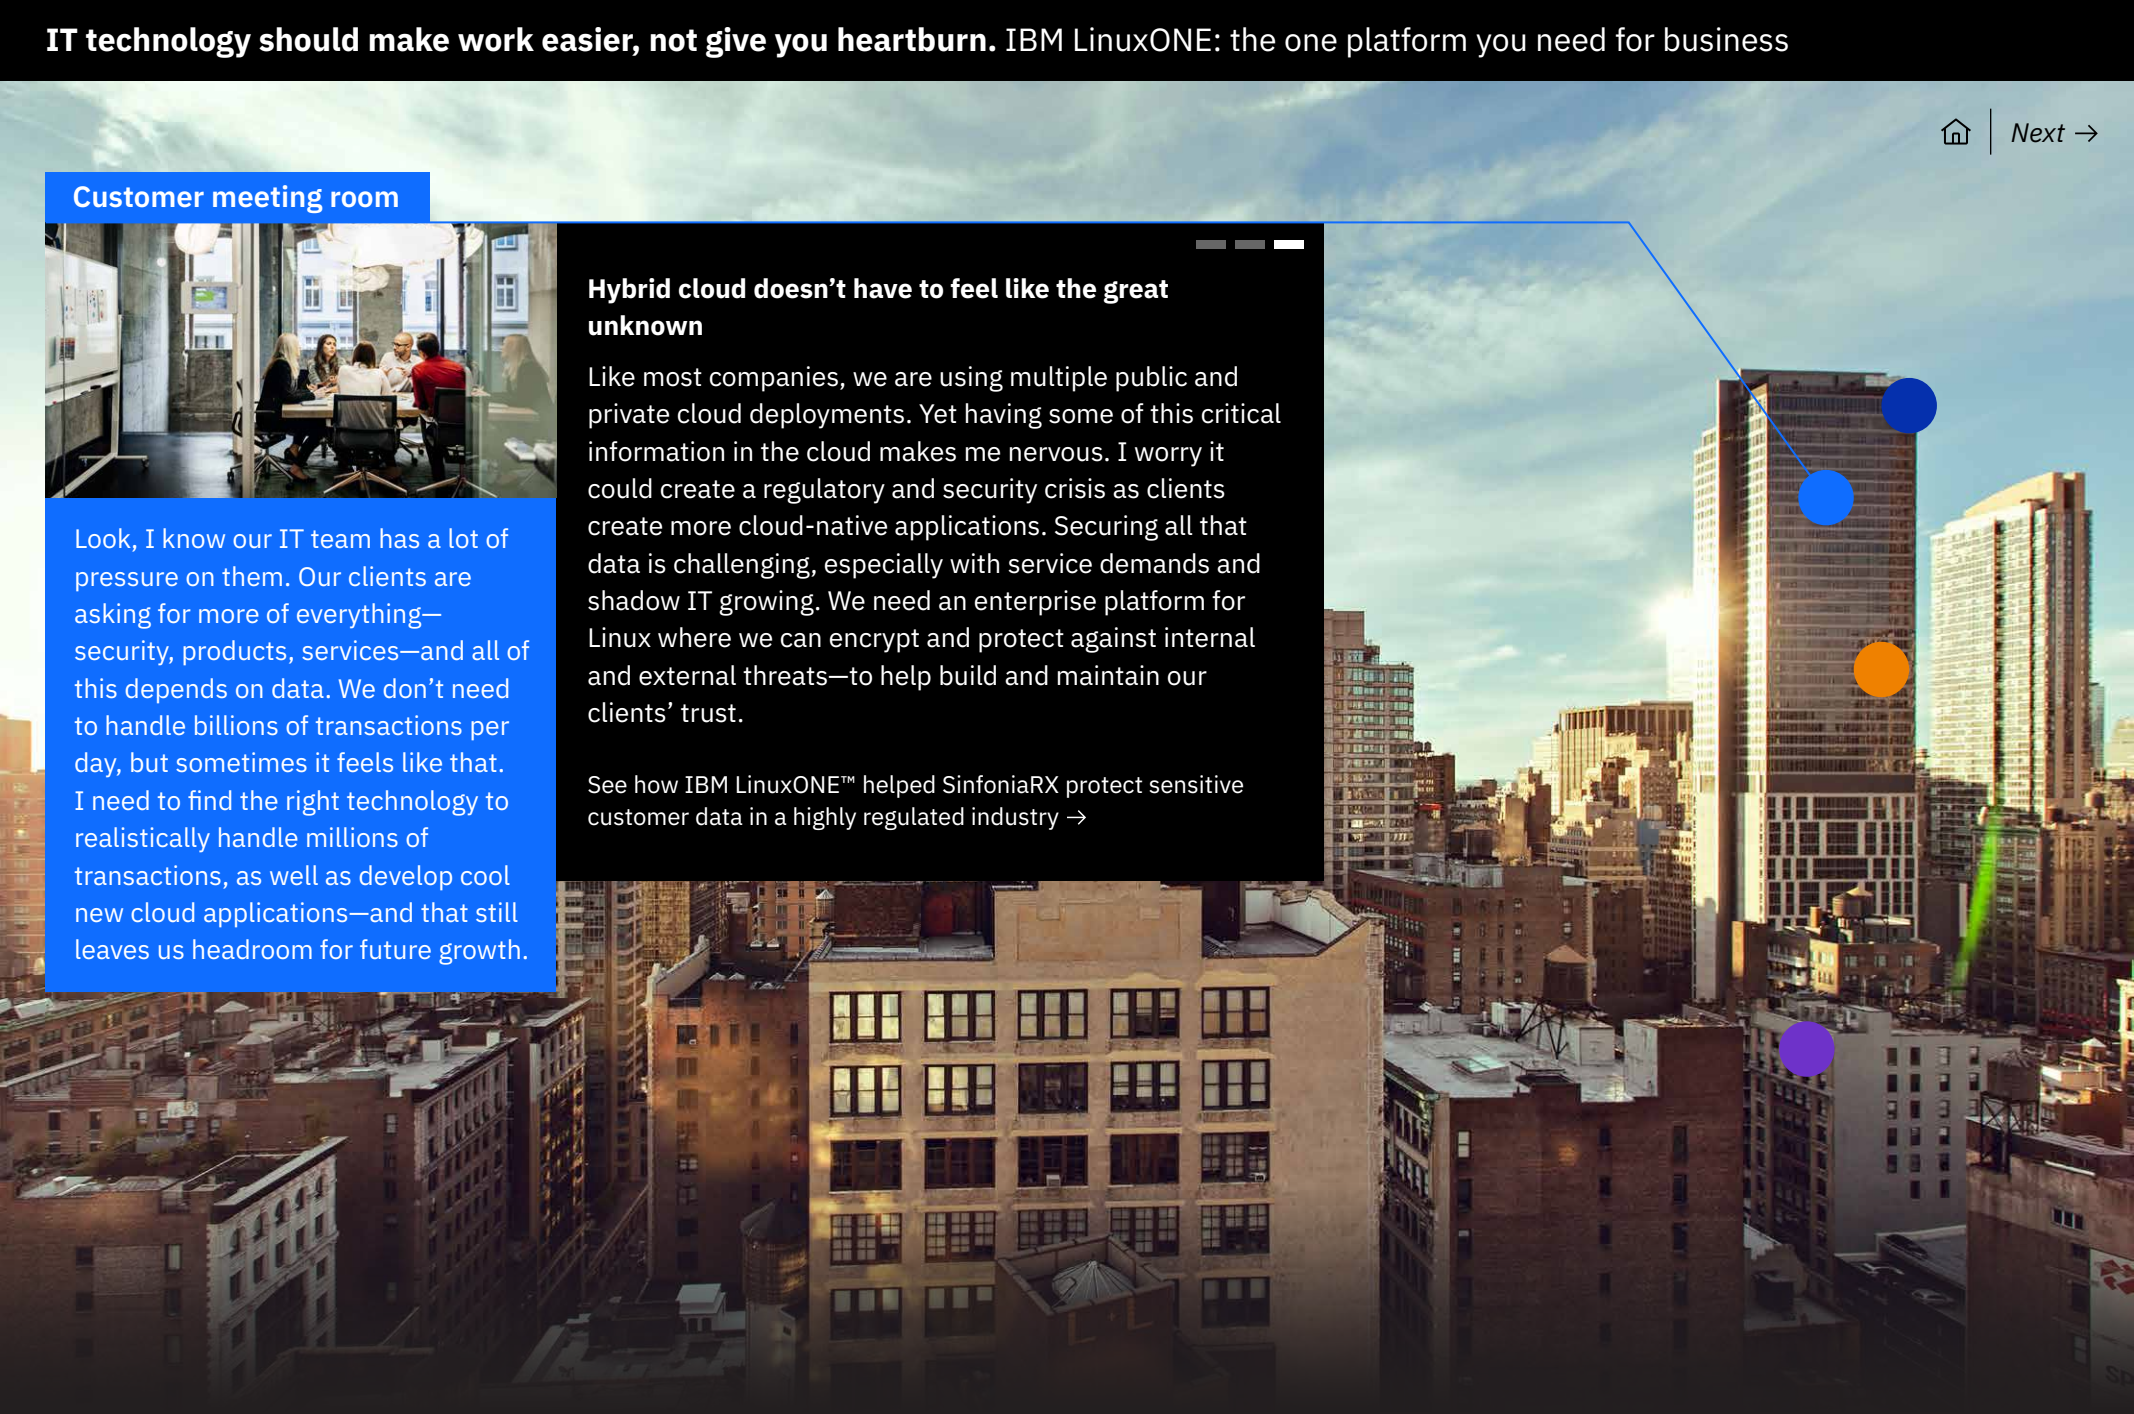 IT technology should make work easier, not give you heartburn. IBM LinuxONE: the one platform you need for business
Next →
Customer meeting room
Look, I know our IT team has a lot of
pressure on them. Our clients are
asking for more of everything—
security, products, services—and all of
this depends on data. We don’t need
to handle billions of transactions per
day, but sometimes it feels like that.
I need to find the right technology to
realistically handle millions of
transactions, as well as develop cool
new cloud applications—and that still
leaves us headroom for future growth.
Hybrid cloud doesn’t have to feel like the great
unknown
Like most companies, we are using multiple public and
private cloud deployments. Yet having some of this critical
information in the cloud makes me nervous. I worry it
could create a regulatory and security crisis as clients
create more cloud-native applications. Securing all that
data is challenging, especially with service demands and
shadow IT growing. We need an enterprise platform for
Linux where we can encrypt and protect against internal
and external threats—to help build and maintain our
clients’ trust.
See how IBM LinuxONE™ helped SinfoniaRX protect sensitive
customer data in a highly regulated industry →